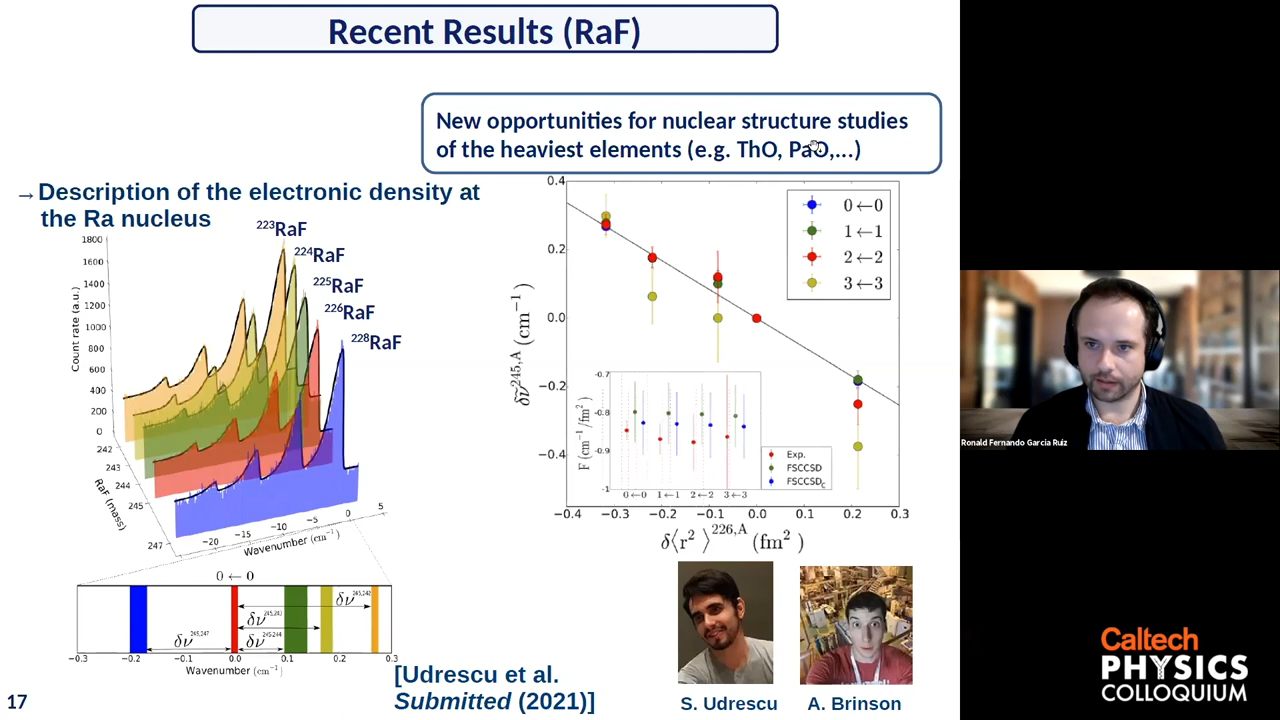 Recent Results (RaF)
New opportunities for nuclear structure studies
of the heaviest elements (e.g. ThO, PaO,...)
→Description of the electronic density at
the Ra nucleus
²²³RaF
²²⁴RaF
²²⁵RaF
²²⁶RaF
²²⁸RaF
Count rate (a.u.)
1800
1600
1400
1200
1000
800
600
400
200
0
242
243
244
245
247
RaF (mass)
−20
−15
−10
−5
0
5
Wavenumber (cm⁻¹)
0 ← 0
δν²⁴⁵,²⁴²
δν²⁴⁵,²⁴³
δν²⁴⁵,²⁴⁷
δν²⁴⁵,²⁴⁴
−0.3 −0.2 −0.1 0.0 0.1 0.2 0.3
Wavenumber (cm⁻¹)
δν̃²⁴⁵,ᴬ (cm⁻¹)
0.4
0.2
0.0
−0.2
−0.4
0←0
1←1
2←2
3←3
F (cm⁻¹/fm²)
-0.7
-0.8
-0.9
-1
0←0 1←1 2←2 3←3
Exp.
FSCCSD
FSCCSD_C
−0.4 −0.3 −0.2 −0.1 0.0 0.1 0.2 0.3
δ⟨r²⟩²²⁶,ᴬ (fm²)
[Udrescu et al.
Submitted (2021)]
S. Udrescu
A. Brinson
17
Ronald Fernando Garcia Ruiz
Caltech
PHYSICS
COLLOQUIUM